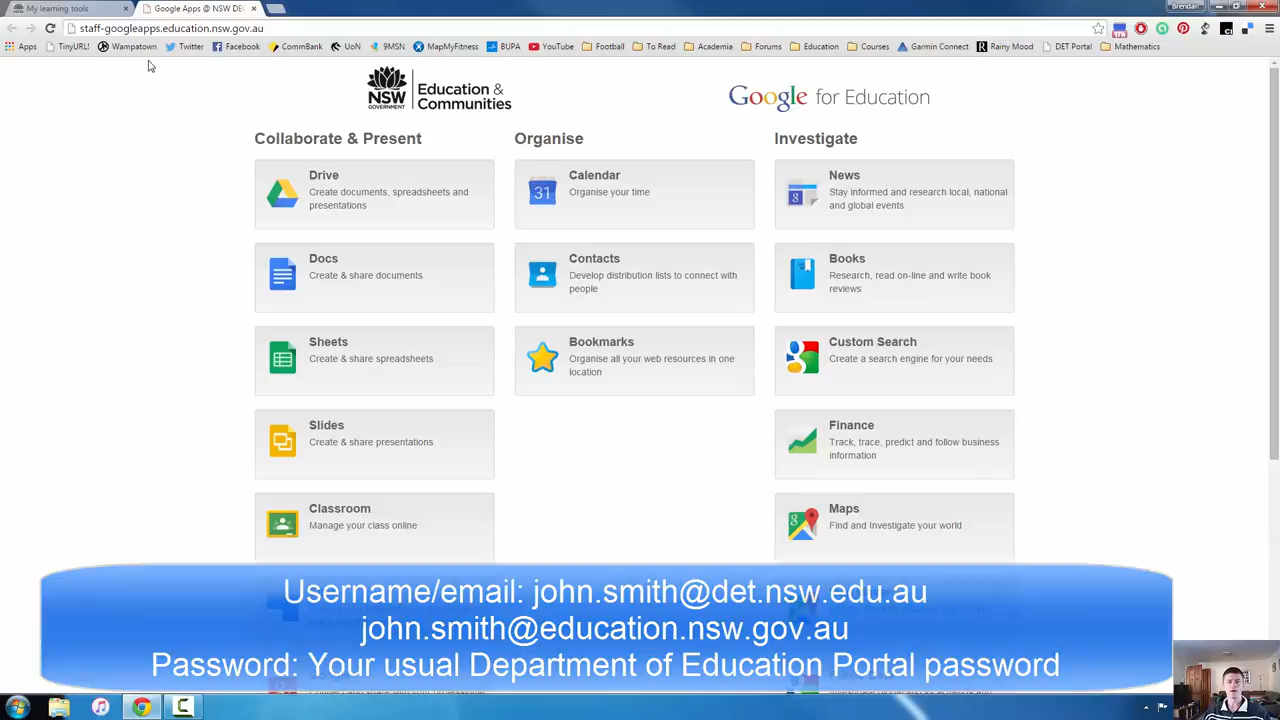 My learning tools
Google Apps @ NSW DEC
Brendan
staff-googleapps.education.nsw.gov.au
Apps
TinyURL!
Wampetown
Twitter
Facebook
CommBank
UoN
9MSN
MapMyFitness
BUPA
YouTube
Football
To Read
Academia
Forums
Education
Courses
Garmin Connect
Rainy Mood
DET Portal
Mathematics
NSW
GOVERNMENT
Education &
Communities
Google for Education
Collaborate & Present
Drive
Create documents, spreadsheets and
presentations
Docs
Create & share documents
Sheets
Create & share spreadsheets
Slides
Create & share presentations
Classroom
Manage your class online
Organise
Calendar
31
Organise your time
Contacts
Develop distribution lists to connect with
people
Bookmarks
Organise all your web resources in one
location
Investigate
News
Stay informed and research local, national
and global events
Books
Research, read on-line and write book
reviews
Custom Search
Create a search engine for your needs
Finance
Track, trace, predict and follow business
information
Maps
Find and Investigate your world
Username/email: john.smith@det.nsw.edu.au
john.smith@education.nsw.gov.au
Password: Your usual Department of Education Portal password